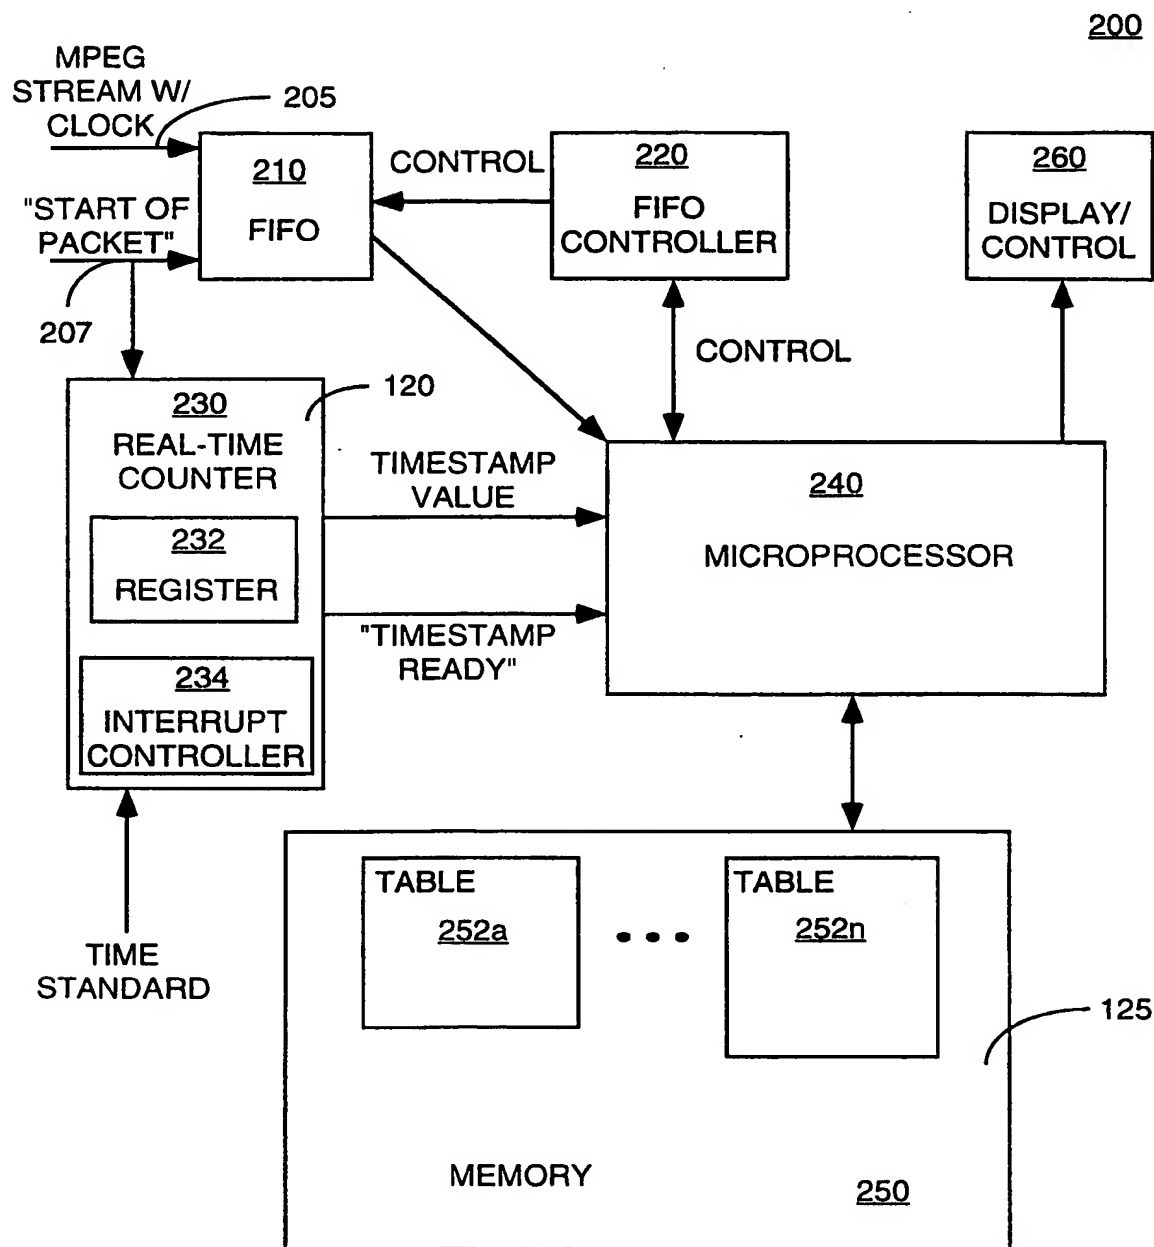 200
MPEG
STREAM W/
CLOCK
205
210
FIFO
CONTROL
220
FIFO
CONTROLLER
260
DISPLAY/
CONTROL
"START OF
PACKET"
207
CONTROL
120
230
REAL-TIME
COUNTER
232
REGISTER
234
INTERRUPT
CONTROLLER
TIMESTAMP
VALUE
"TIMESTAMP
READY"
240
MICROPROCESSOR
TIME
STANDARD
TABLE
252a
TABLE
252n
125
MEMORY
250